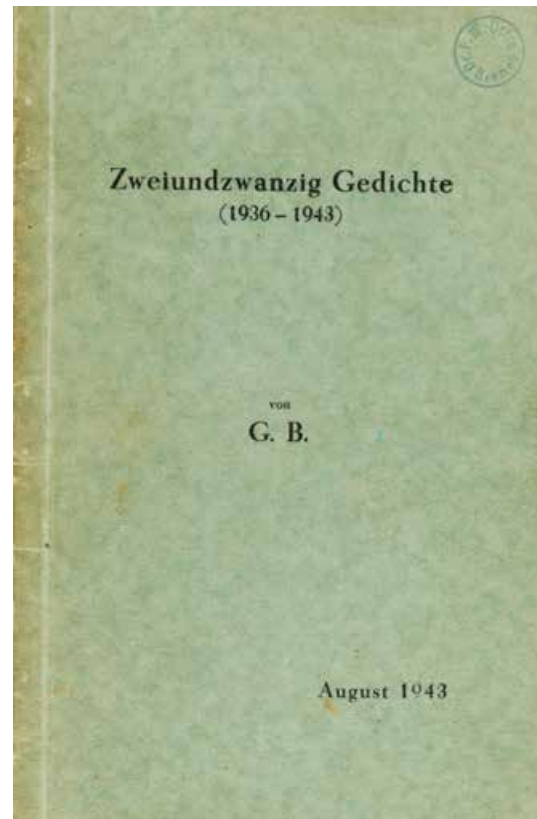 Zweiundzwanzig Gedichte
(1936 – 1943)
von
G. B.
August 1943